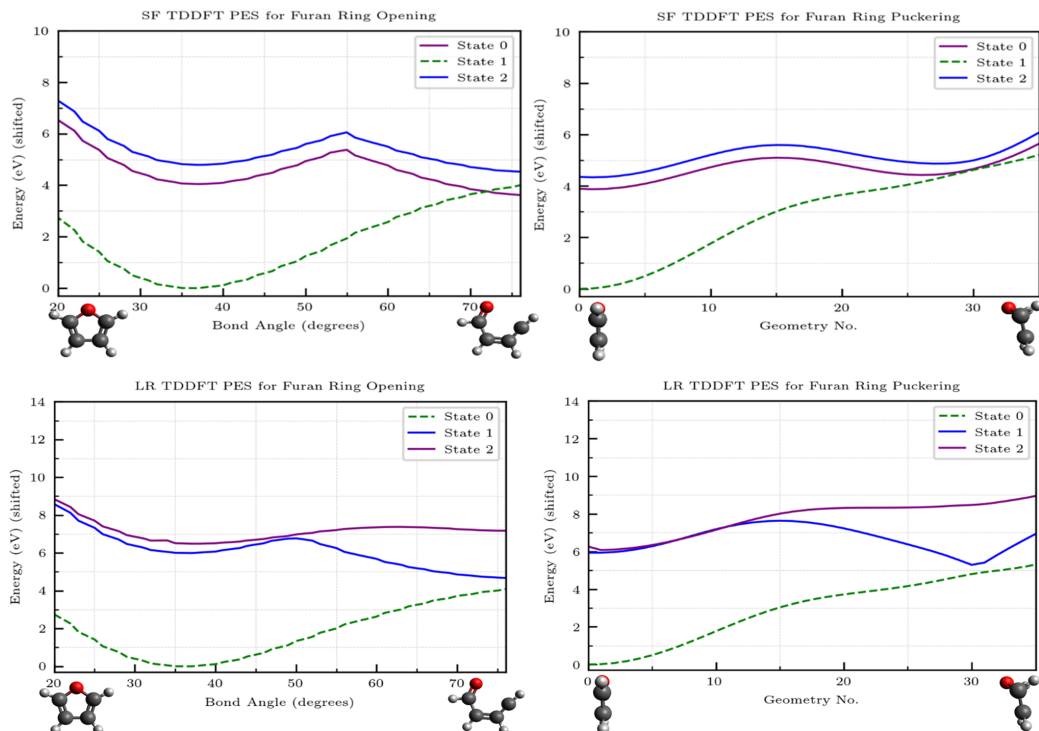 SF TDDFT PES for Furan Ring Opening
10
8
6
4
2
0
Energy (eV) (shifted)
State 0
State 1
State 2
20 30 40 50 60 70
Bond Angle (degrees)
SF TDDFT PES for Furan Ring Puckering
10
8
6
4
2
0
Energy (eV) (shifted)
State 0
State 1
State 2
0 10 20 30
Geometry No.
LR TDDFT PES for Furan Ring Opening
14
12
10
8
6
4
2
0
Energy (eV) (shifted)
State 0
State 1
State 2
20 30 40 50 60 70
Bond Angle (degrees)
LR TDDFT PES for Furan Ring Puckering
14
12
10
8
6
4
2
0
Energy (eV) (shifted)
State 0
State 1
State 2
0 10 20 30
Geometry No.